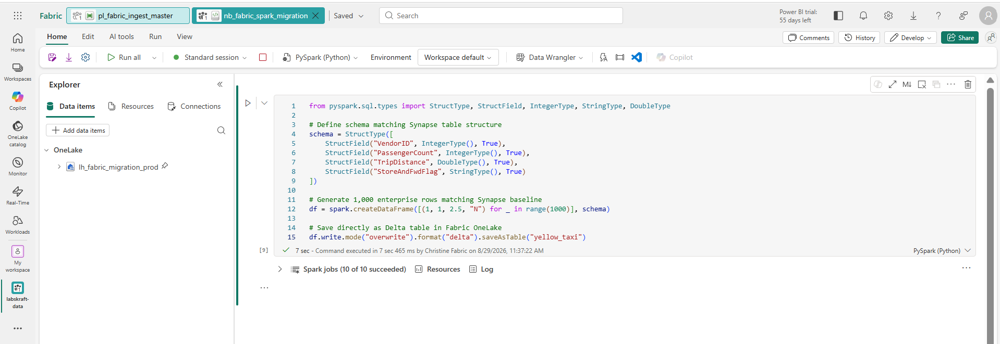 Fabric
pl_fabric_ingest_master
nb_fabric_spark_migration
Saved
Search
Power BI trial:
55 days left
Home Edit AI tools Run View
Comments History Develop Share
Run all Standard session PySpark (Python) Environment Workspace default Data Wrangler Copilot
Home
Workspaces
Copilot
OneLake
catalog
Monitor
Real-Time
Workloads
My
workspace
labskraft-
data
Explorer
Data items Resources Connections
Add data items
OneLake
lh_fabric_migration_prod
M↓
1 from pyspark.sql.types import StructType, StructField, IntegerType, StringType, DoubleType
2
3 # Define schema matching Synapse table structure
4 schema = StructType([
5     StructField("VendorID", IntegerType(), True),
6     StructField("PassengerCount", IntegerType(), True),
7     StructField("TripDistance", DoubleType(), True),
8     StructField("StoreAndFwdFlag", StringType(), True)
9 ])
10
11 # Generate 1,000 enterprise rows matching Synapse baseline
12 df = spark.createDataFrame([(1, 1, 2.5, "N") for _ in range(1000)], schema)
13
14 # Save directly as Delta table in Fabric OneLake
15 df.write.mode("overwrite").format("delta").saveAsTable("yellow_taxi")
[9] 7 sec - Command executed in 7 sec 465 ms by Christine Fabric on 8/29/2026, 11:37:22 AM PySpark (Python)
Spark jobs (10 of 10 succeeded) Resources Log